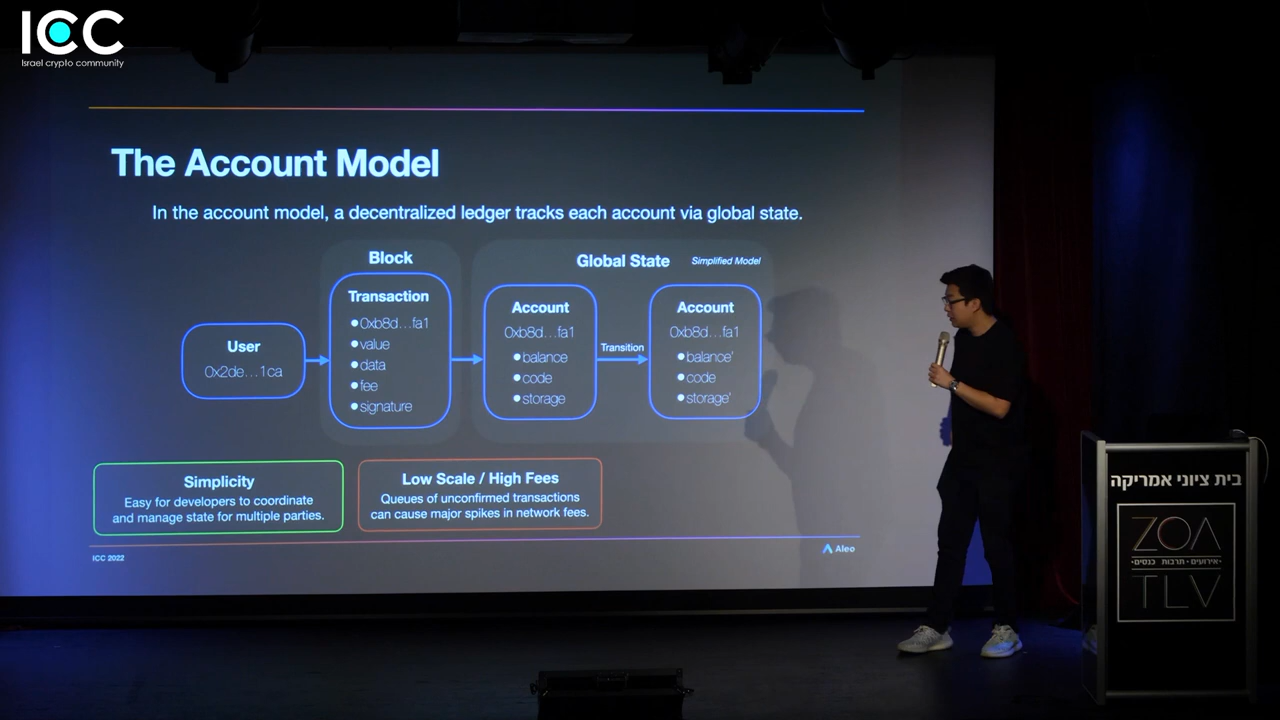 ICC
Israel crypto community
The Account Model
In the account model, a decentralized ledger tracks each account via global state.
Block
Global State
Simplified Model
User
0x2de...1ca
Transaction
• 0xb8d...fa1
• value
• data
• fee
• signature
Account
0xb8d...fa1
• balance
• code
• storage
Transition
Account
0xb8d...fa1
• balance'
• code
• storage'
Simplicity
Easy for developers to coordinate
and manage state for multiple parties.
Low Scale / High Fees
Queues of unconfirmed transactions
can cause major spikes in network fees.
ICC 2022
Aleo
בית ציוני אמריקה
ZOA
•אירועים • תרבות כנסים•
TLV